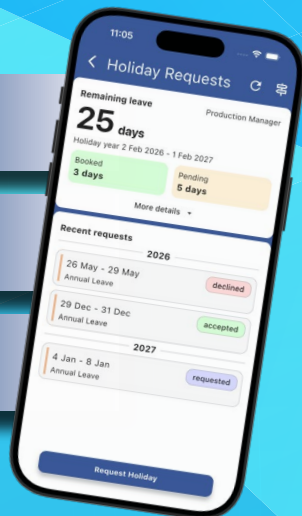 11:05
Holiday Requests
Remaining leave
Production Manager
25 days
Holiday year 2 Feb 2026 - 1 Feb 2027
Booked
3 days
Pending
5 days
More details
Recent requests
2026
26 May - 29 May
Annual Leave
declined
29 Dec - 31 Dec
Annual Leave
accepted
2027
4 Jan - 8 Jan
Annual Leave
requested
Request Holiday